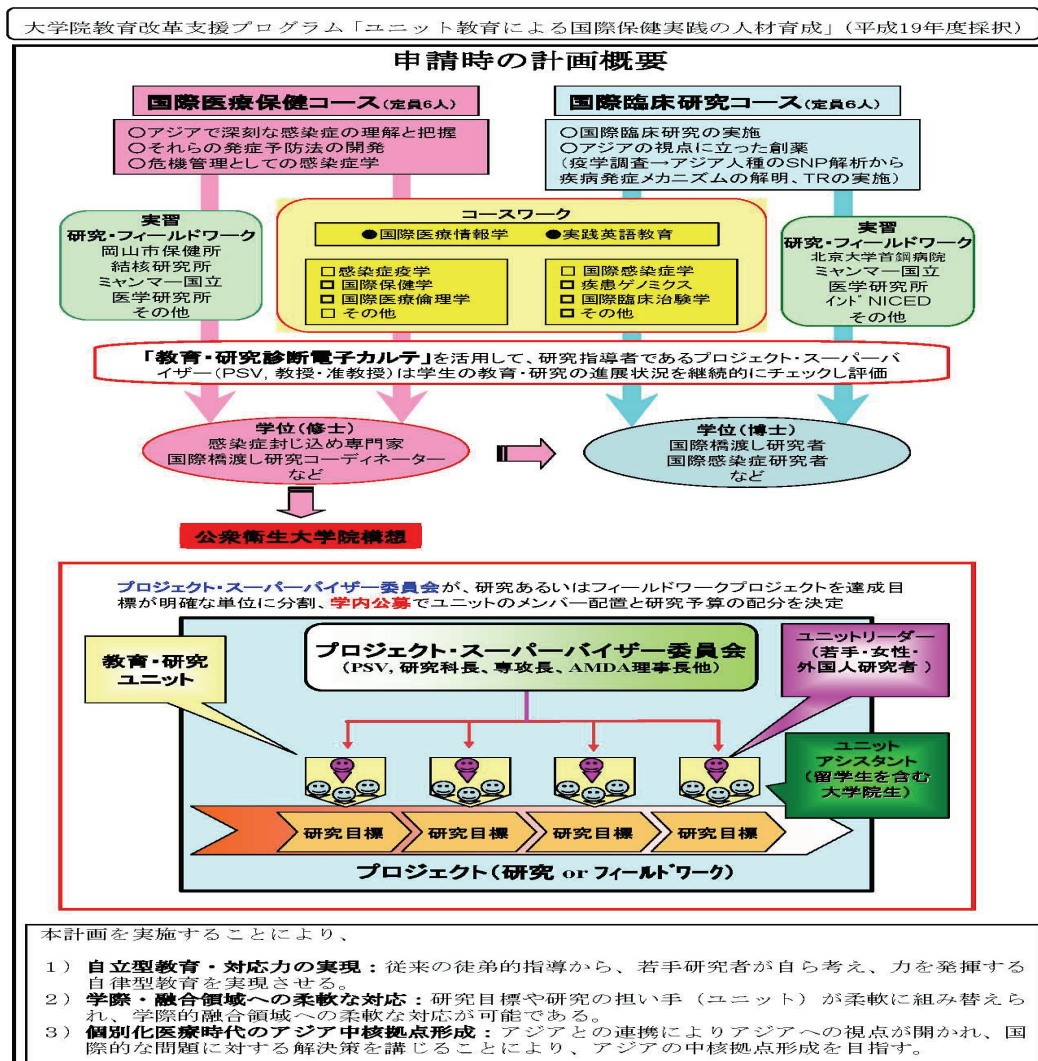 大学院教育改革支援プログラム「ユニット教育による国際保健実践の人材育成」(平成19年度採択)
申請時の計画概要
国際医療保健コース(定員6人)
○アジアで深刻な感染症の理解と把握
○それらの発症予防法の開発
○危機管理としての感染症学
国際臨床研究コース(定員6人)
○国際臨床研究の実施
○アジアの視点に立った創薬
(疫学調査→アジア人種のSNP解析から
疾病発症メカニズムの解明、TRの実施)
実習
研究・フィールドワーク
岡山市保健所
結核研究所
ミャンマー国立
医学研究所
その他
コースワーク
●国際医療情報学 ●実践英語教育
□感染症疫学
□国際保健学
□国際医療倫理学
□その他
□国際感染症学
□疾患ゲノミクス
□国際臨床治験学
□その他
実習
研究・フィールドワーク
北京大学首鋼病院
ミャンマー国立
医学研究所
インドNICED
その他
「教育・研究診断電子カルテ」を活用して、研究指導者であるプロジェクト・スーパーバ
イザー(PSV, 教授・准教授)は学生の教育・研究の進展状況を継続的にチェックし評価
学位(修士)
感染症封じ込め専門家
国際橋渡し研究コーディネーター
など
学位(博士)
国際橋渡し研究者
国際感染症研究者
など
公衆衛生大学院構想
プロジェクト・スーパーバイザー委員会が、研究あるいはフィールドワークプロジェクトを達成目
標が明確な単位に分割、学内公募でユニットのメンバー配置と研究予算の配分を決定
教育・研究
ユニット
プロジェクト・スーパーバイザー委員会
(PSV, 研究科長、専攻長、AMDA理事長他)
ユニットリーダー
(若手・女性・
外国人研究者)
ユニット
アシスタント
(留学生を含む
大学院生)
研究目標 研究目標 研究目標 研究目標
プロジェクト(研究 or フィールドワーク)
本計画を実施することにより、
1)自立型教育・対応力の実現:従来の徒弟的指導から、若手研究者が自ら考え、力を発揮する
自律型教育を実現させる。
2)学際・融合領域への柔軟な対応:研究目標や研究の担い手(ユニット)が柔軟に組み替えら
れ、学際的融合領域への柔軟な対応が可能である。
3)個別化医療時代のアジア中核拠点形成:アジアとの連携によりアジアへの視点が開かれ、国
際的な問題に対する解決策を講じることにより、アジアの中核拠点形成を目指す。